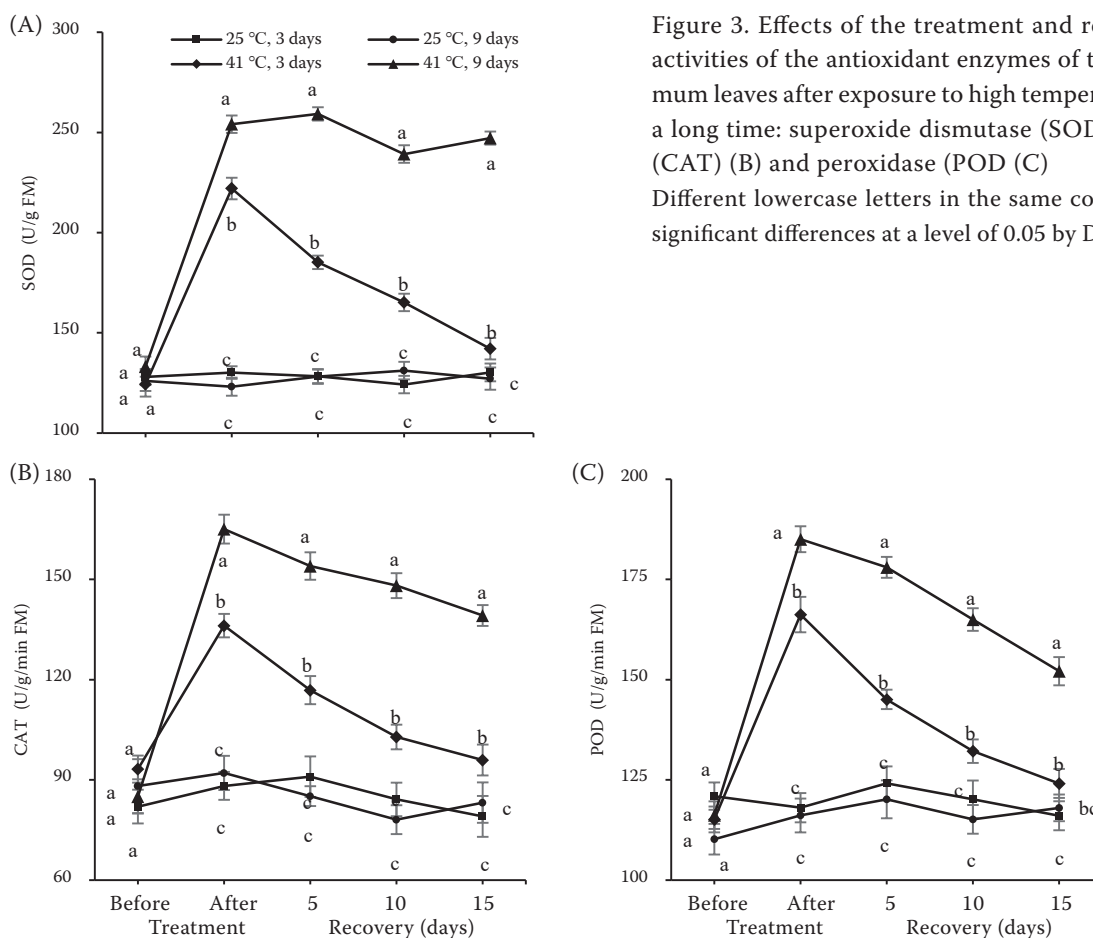 (A)
300
25 °C, 3 days
25 °C, 9 days
41 °C, 3 days
41 °C, 9 days
250
200
150
100
SOD (U/g FM)
a
a
a
a
a
a
a
a
b
b
b
b
c
c
c
c
c
c
c
c
Figure 3. Effects of the treatment and
activities of the antioxidant enzymes of
mum leaves after exposure to high
a long time: superoxide dismutase (SOD
(CAT) (B) and peroxidase (POD (C)
Different lowercase letters in the same
significant differences at a level of 0.05 by
(B)
180
150
120
90
60
CAT (U/g/min FM)
a
a
a
a
a
a
a
a
b
b
b
b
c
c
c
c
c
c
c
c
Before
After
5
10
15
Treatment
Recovery (days)
(C)
200
175
150
125
100
POD (U/g/min FM)
a
a
a
a
a
a
a
a
b
b
b
b
c
c
c
c
c
c
bc
c
Before
After
5
10
15
Treatment
Recovery (days)